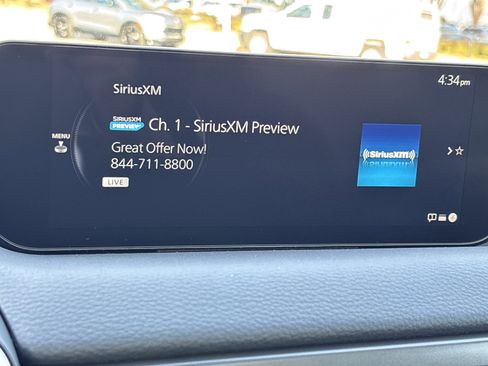 4:34pm
SiriusXM
SIRIUSXM
PREVIEW
Ch. 1 - SiriusXM Preview
MENU
Great Offer Now!
844-711-8800
LIVE
((SiriusXM))